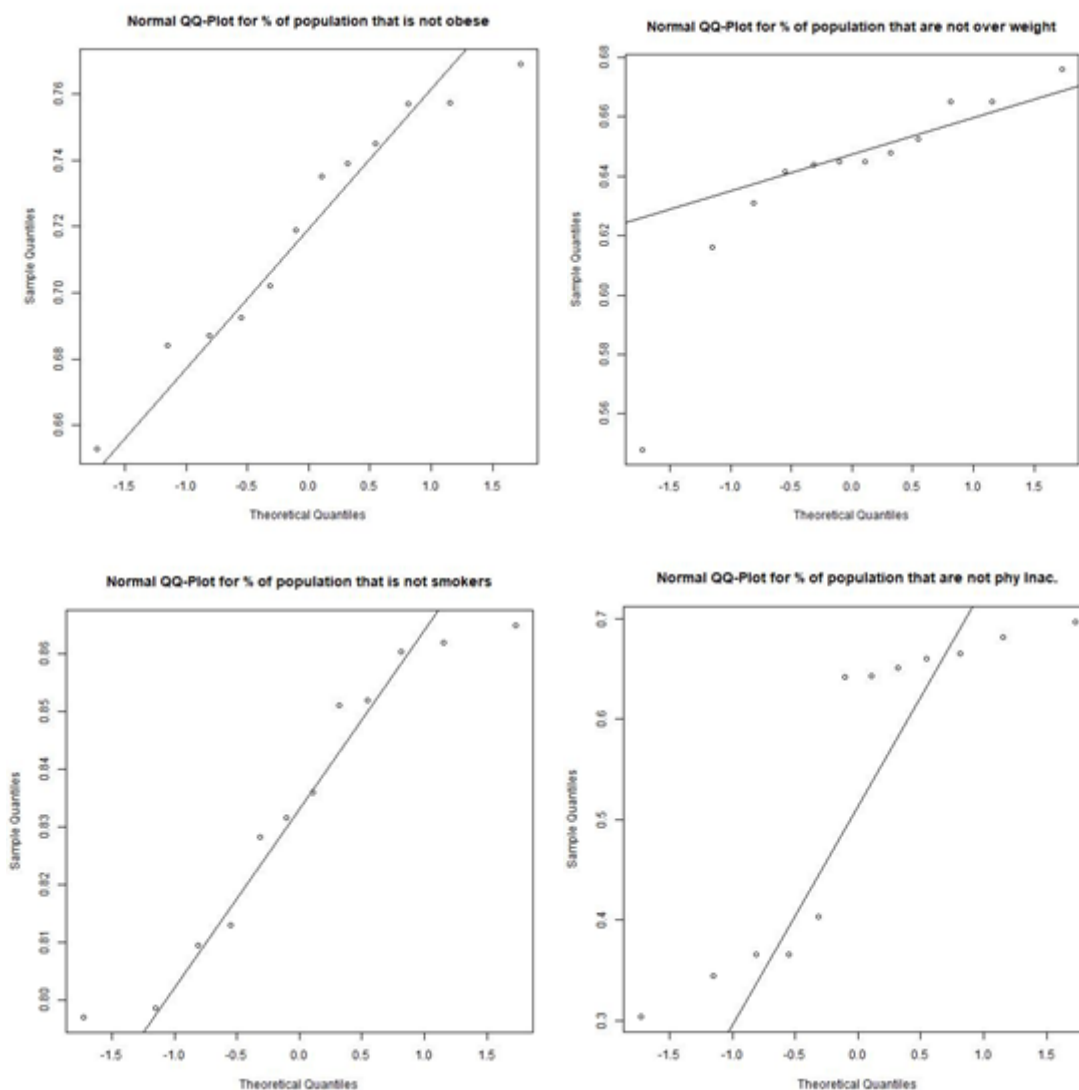 Normal QQ-Plot for % of population that is not obese
Sample Quantiles
0.66 0.68 0.70 0.72 0.74 0.76
-1.5 -1.0 -0.5 0.0 0.5 1.0 1.5
Theoretical Quantiles
Normal QQ-Plot for % of population that are not over weight
Sample Quantiles
0.56 0.58 0.60 0.62 0.64 0.66 0.68
-1.5 -1.0 -0.5 0.0 0.5 1.0 1.5
Theoretical Quantiles
Normal QQ-Plot for % of population that is not smokers
Sample Quantiles
0.80 0.81 0.82 0.83 0.84 0.85 0.86
-1.5 -1.0 -0.5 0.0 0.5 1.0 1.5
Theoretical Quantiles
Normal QQ-Plot for % of population that are not phy Inac.
Sample Quantiles
0.3 0.4 0.5 0.6 0.7
-1.5 -1.0 -0.5 0.0 0.5 1.0 1.5
Theoretical Quantiles